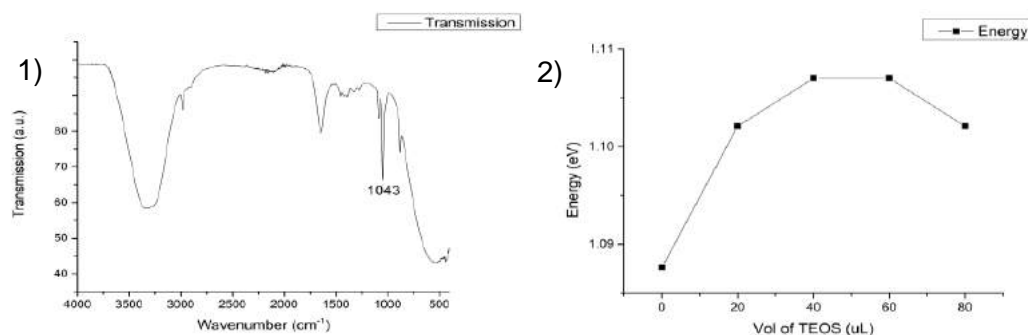 1)
Transmission
Transmission (a.u.)
80
70
60
50
40
1043
4000 3500 3000 2500 2000 1500 1000 500
Wavenumber (cm⁻¹)
2)
Energy
Energy (eV)
1.11
1.10
1.09
0 20 40 60 80
Vol of TEOS (uL)